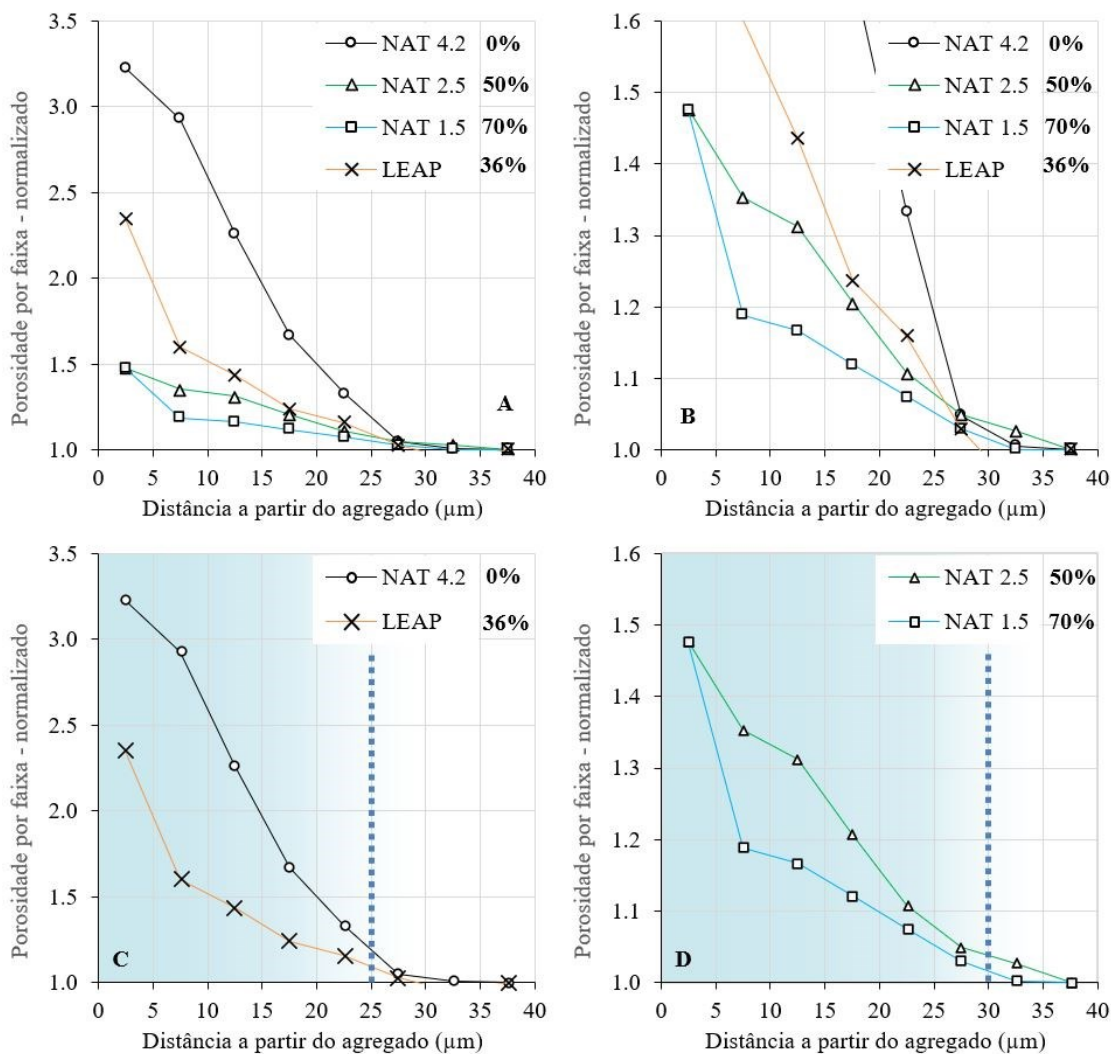 Porosidade por faixa - normalizado
3.5
3.0
2.5
2.0
1.5
1.0
NAT 4.2 0%
NAT 2.5 50%
NAT 1.5 70%
LEAP 36%
A
0 5 10 15 20 25 30 35 40
Distância a partir do agregado (µm)
Porosidade por faixa - normalizado
1.6
1.5
1.4
1.3
1.2
1.1
1.0
NAT 4.2 0%
NAT 2.5 50%
NAT 1.5 70%
LEAP 36%
B
0 5 10 15 20 25 30 35 40
Distância a partir do agregado (µm)
Porosidade por faixa - normalizado
3.5
3.0
2.5
2.0
1.5
1.0
NAT 4.2 0%
LEAP 36%
C
0 5 10 15 20 25 30 35 40
Distância a partir do agregado (µm)
Porosidade por faixa - normalizado
1.6
1.5
1.4
1.3
1.2
1.1
1.0
NAT 2.5 50%
NAT 1.5 70%
D
0 5 10 15 20 25 30 35 40
Distância a partir do agregado (µm)